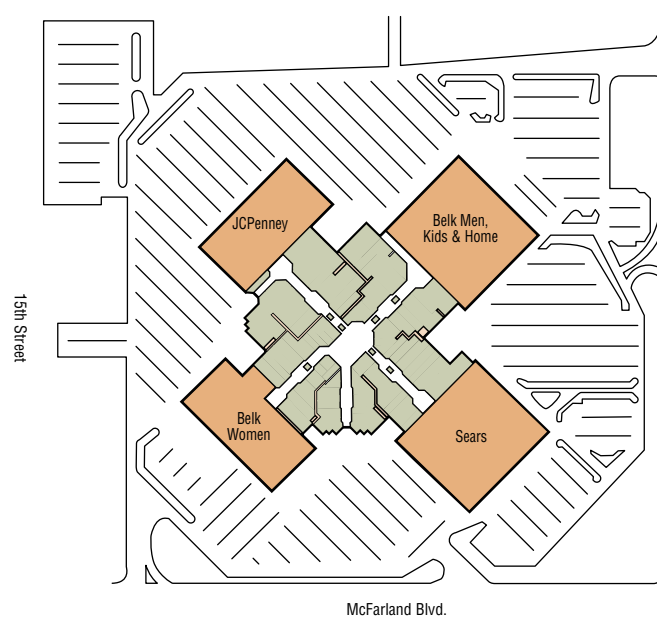 JCPenney
Belk Men,
Kids & Home
15th Street
Belk
Women
Sears
McFarland Blvd.